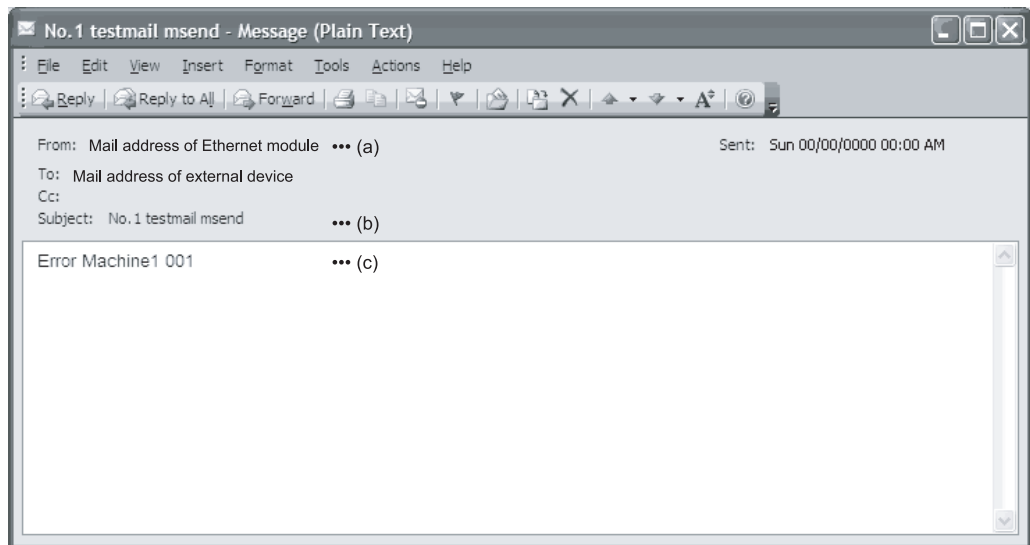 No.1 testmail msend - Message (Plain Text)
File Edit View Insert Format Tools Actions Help
Reply Reply to All Forward A
From: Mail address of Ethernet module ••• (a) Sent: Sun 00/00/0000 00:00 AM
To: Mail address of external device
Cc:
Subject: No.1 testmail msend ••• (b)
Error Machine1 001 ••• (c)